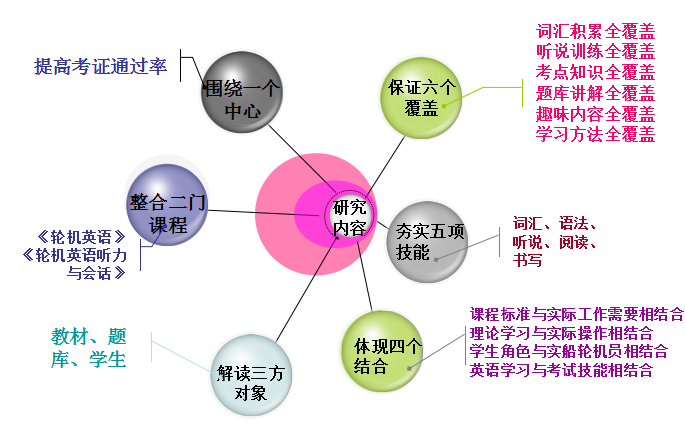 提高考证通过率
围绕一个
中心
保证六个
覆盖
词汇积累全覆盖
听说训练全覆盖
考点知识全覆盖
题库讲解全覆盖
趣味内容全覆盖
学习方法全覆盖
整合二门
课程
《轮机英语》
《轮机英语听力
与会话》
研究
内容
夯实五项
技能
词汇、语法、
听说、阅读、
书写
教材、题
库、学生
解读三方
对象
体现四个
结合
课程标准与实际工作需要相结合
理论学习与实际操作相结合
学生角色与实船轮机员相结合
英语学习与考试技能相结合